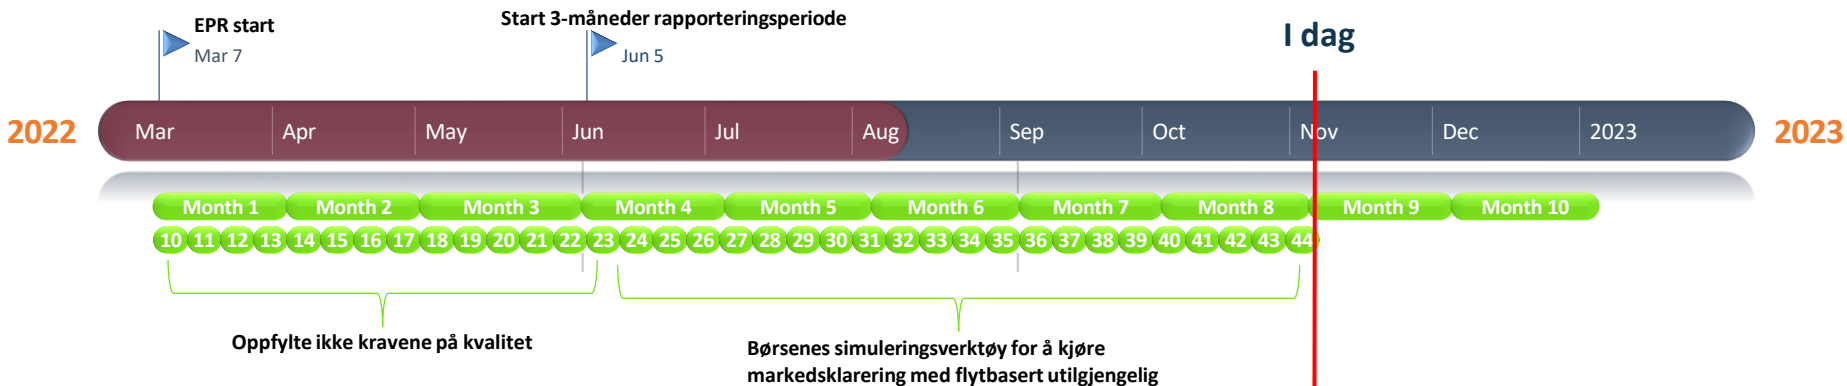 EPR start
Mar 7
Start 3-måneder rapporteringsperiode
Jun 5
I dag
2022 Mar Apr May Jun Jul Aug Sep Oct Nov Dec 2023 2023
Month 1 Month 2 Month 3 Month 4 Month 5 Month 6 Month 7 Month 8 Month 9 Month 10
10 11 12 13 14 15 16 17 18 19 20 21 22 23 24 25 26 27 28 29 30 31 32 33 34 35 36 37 38 39 40 41 42 43 44
Oppfylte ikke kravene på kvalitet
Børsenes simuleringsverktøy for å kjøre
markedsklarering med flytbasert utilgjengelig